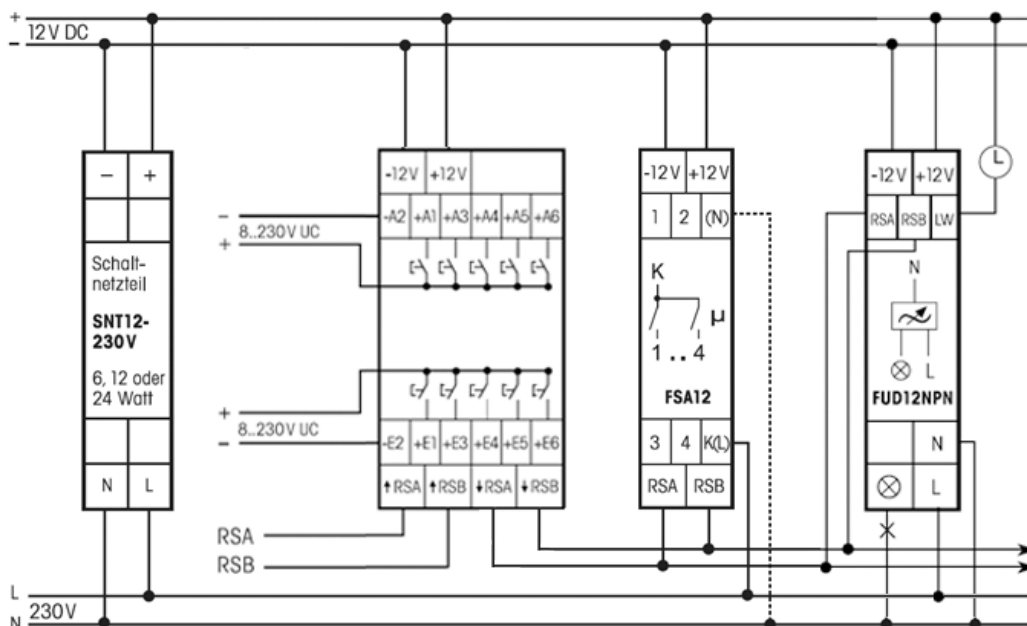 +
12V DC
−
− +
Schalt-
netzteil
SNT12-
230V
6, 12 oder
24 Watt
N L
-12V +12V
-A2 +A1 +A3 +A4 +A5 +A6
−
8..230V UC
+
+
8..230V UC
−
-E2 +E1 +E3 +E4 +E5 +E6
↑RSA ↑RSB ↓RSA ↓RSB
RSA
RSB
-12V +12V
1 2 (N)
K
µ
1 .. 4
FSA12
3 4 K(L)
RSA RSB
-12V +12V
RSA RSB LW
N
L
FUD12NPN
N
L
L
230V
N